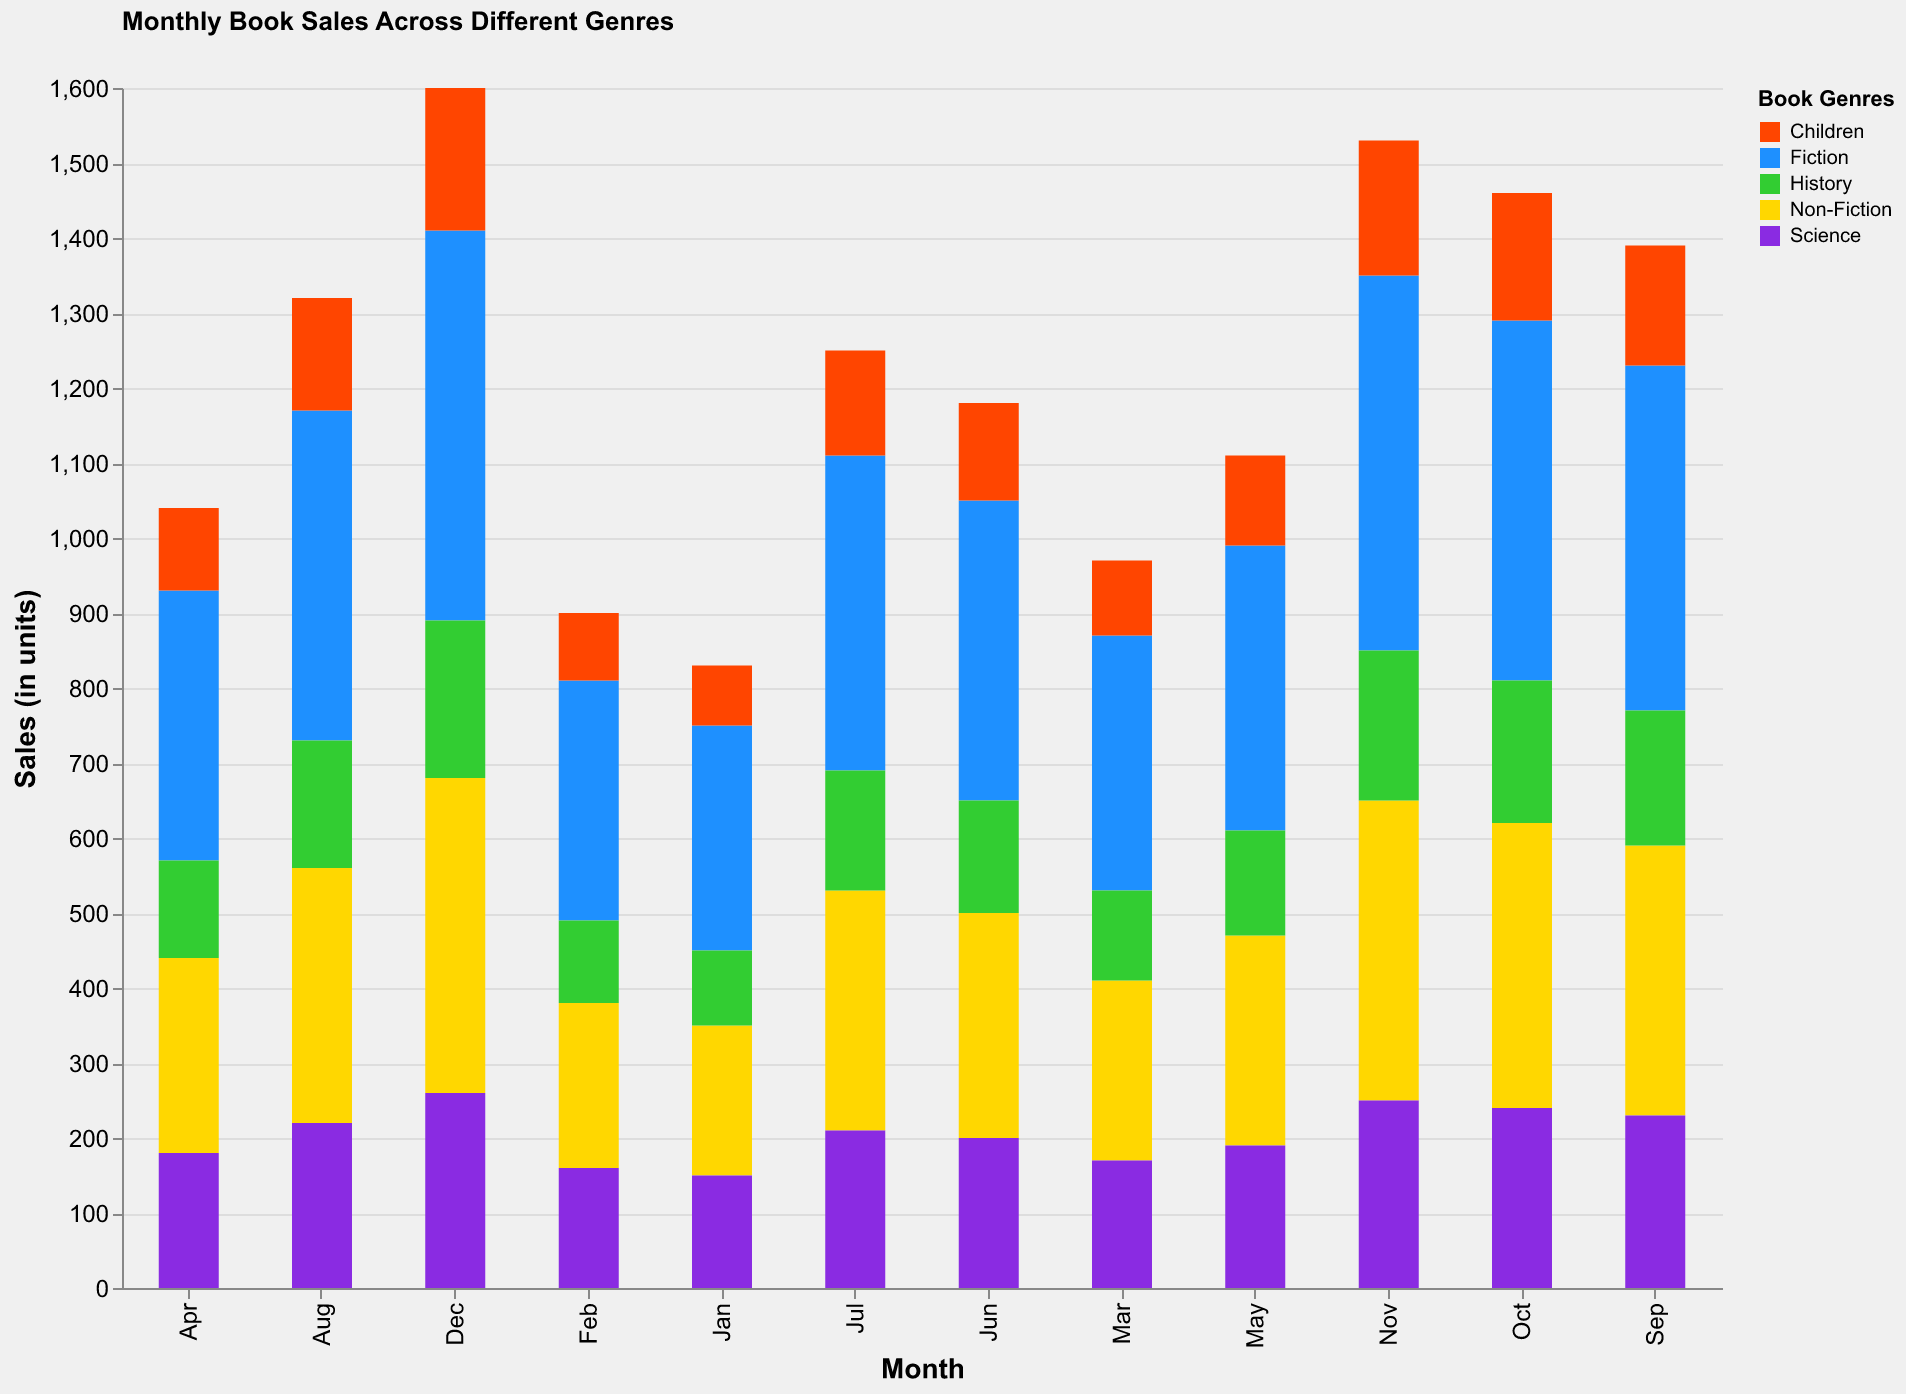 Monthly Book Sales Across Different Genres
Book Genres
Children
Fiction
History
Non-Fiction
Science
Sales (in units)
1,600
1,500
1,400
1,300
1,200
1,100
1,000
900
800
700
600
500
400
300
200
100
0
Apr
Aug
Dec
Feb
Jan
Jul
Jun
Mar
May
Nov
Oct
Sep
Month